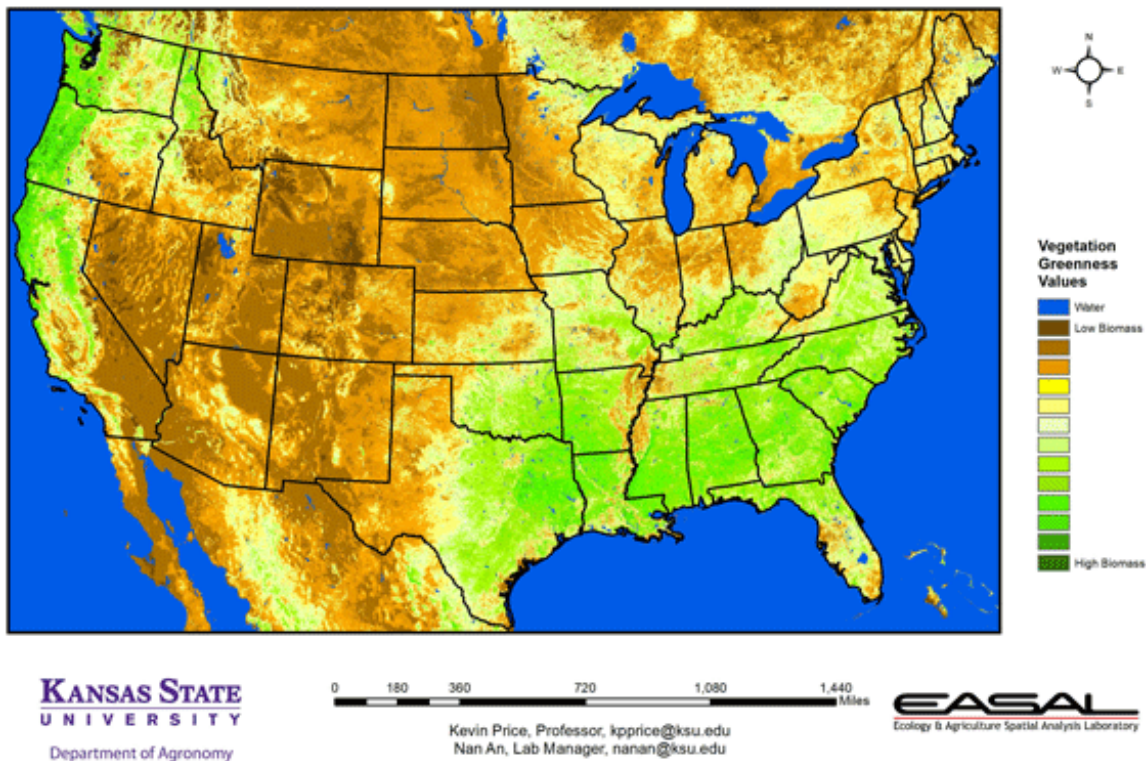 N
W E
S
Vegetation
Greenness
Values
Water
Low Biomass
High Biomass
KANSAS STATE
UNIVERSITY
Department of Agronomy
0 180 360 720 1,080 1,440
Miles
Kevin Price, Professor, kpprice@ksu.edu
Nan An, Lab Manager, nanan@ksu.edu
EASAL
Ecology & Agriculture Spatial Analysis Laboratory